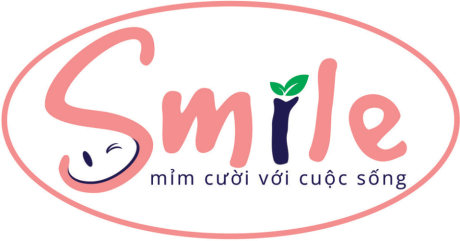 Smile
mỉm cười với cuộc sống